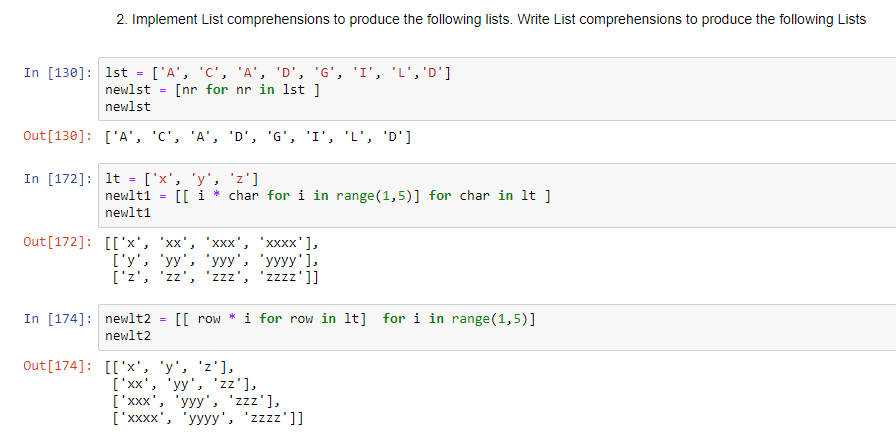 2. Implement List comprehensions to produce the following lists. Write List comprehensions to produce the following Lists
In [130]: lst = ['A', 'C', 'A', 'D', 'G', 'I', 'L','D']
newlst = [nr for nr in lst ]
newlst
Out[130]: ['A', 'C', 'A', 'D', 'G', 'I', 'L', 'D']
In [172]: lt = ['x', 'y', 'z']
newlt1 = [[ i * char for i in range(1,5)] for char in lt ]
newlt1
Out[172]: [['x', 'xx', 'xxx', 'xxxx'],
['y', 'yy', 'yyy', 'yyyy'],
['z', 'zz', 'zzz', 'zzzz']]
In [174]: newlt2 = [[ row * i for row in lt]  for i in range(1,5)]
newlt2
Out[174]: [['x', 'y', 'z'],
['xx', 'yy', 'zz'],
['xxx', 'yyy', 'zzz'],
['xxxx', 'yyyy', 'zzzz']]